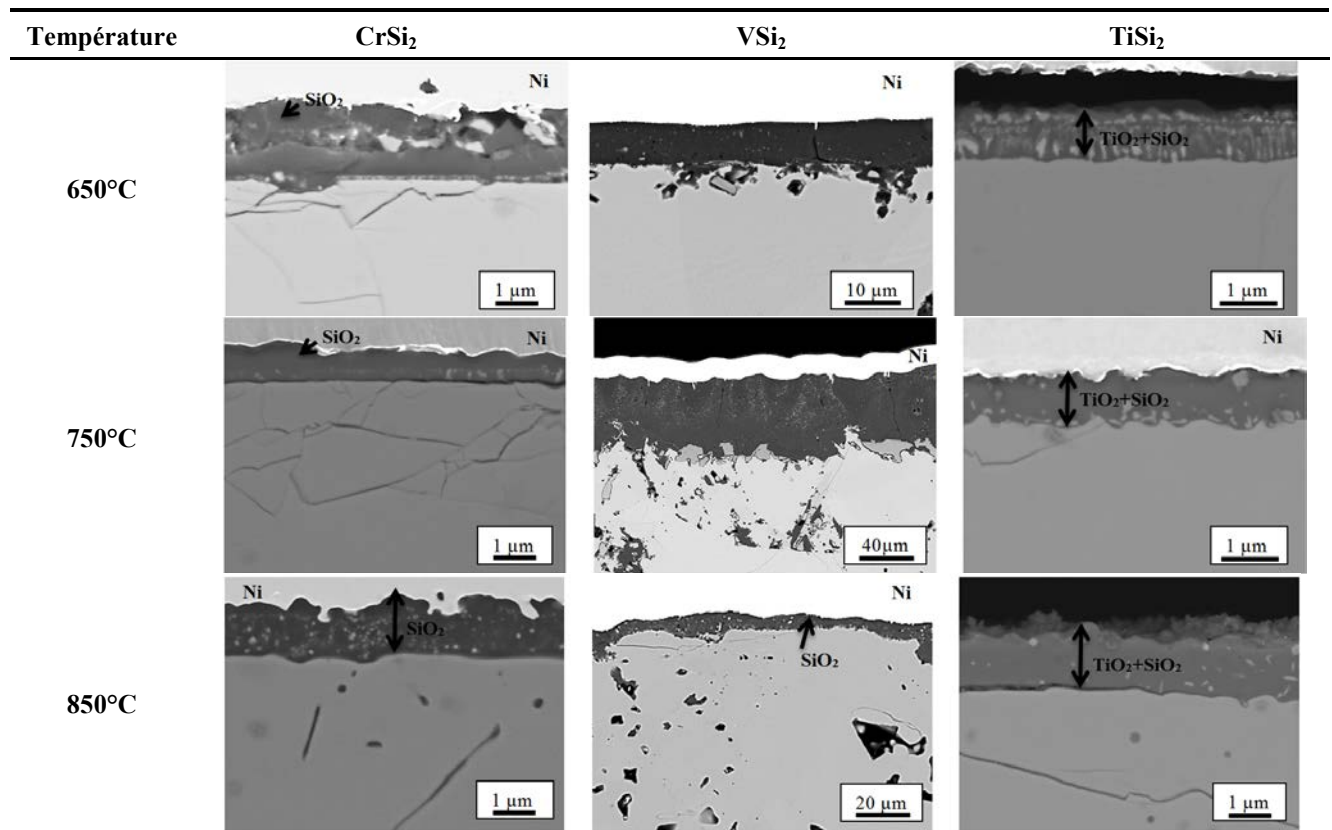 Température CrSi₂ VSi₂ TiSi₂
650°C
SiO₂
Ni
1 µm
Ni
10 µm
TiO₂+SiO₂
1 µm
750°C
SiO₂
Ni
1 µm
Ni
40µm
Ni
TiO₂+SiO₂
1 µm
850°C
Ni
SiO₂
1 µm
Ni
SiO₂
20 µm
TiO₂+SiO₂
1 µm